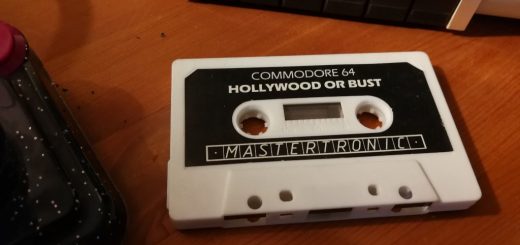 COMMODORE 64
HOLLYWOOD OR BUST
MASTERTRONIC